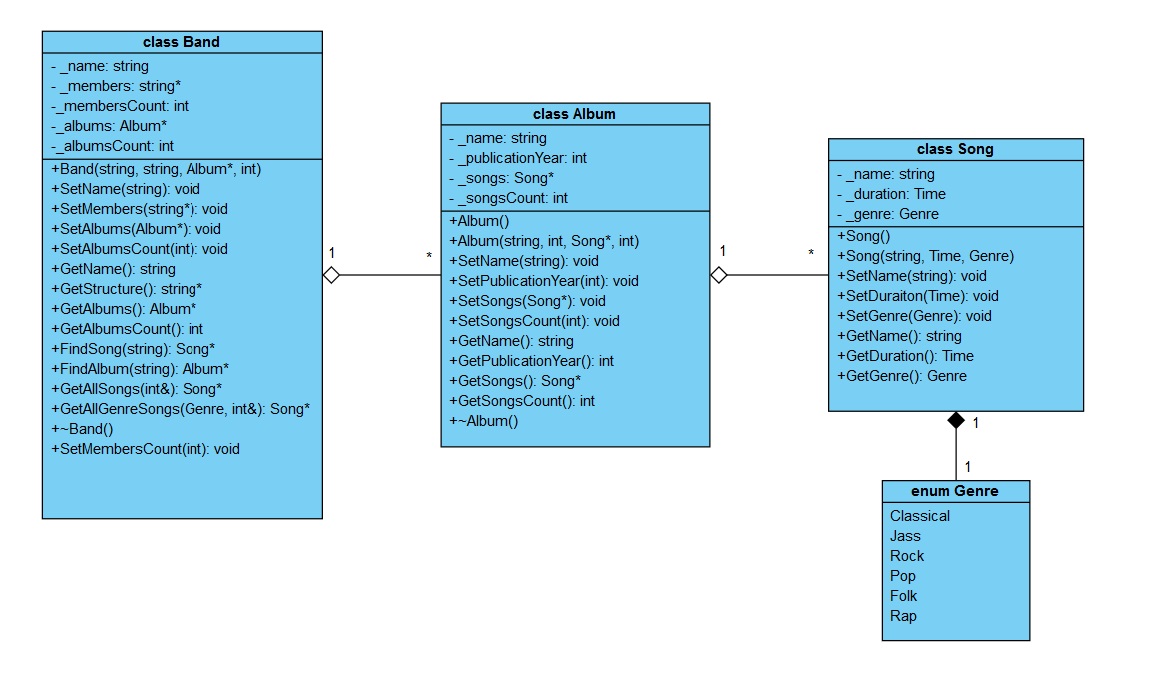 class Band
- _name: string
- _members: string*
-_membersCount: int
-_albums: Album*
-_albumsCount: int
+Band(string, string, Album*, int)
+SetName(string): void
+SetMembers(string*): void
+SetAlbums(Album*): void
+SetAlbumsCount(int): void
+GetName(): string
+GetStructure(): string*
+GetAlbums(): Album*
+GetAlbumsCount(): int
+FindSong(string): Song*
+FindAlbum(string): Album*
+GetAllSongs(int&): Song*
+GetAllGenreSongs(Genre, int&): Song*
+~Band()
+SetMembersCount(int): void
1
*
class Album
- _name: string
- _publicationYear: int
- _songs: Song*
- _songsCount: int
+Album()
+Album(string, int, Song*, int)
+SetName(string): void
+SetPublicationYear(int): void
+SetSongs(Song*): void
+SetSongsCount(int): void
+GetName(): string
+GetPublicationYear(): int
+GetSongs(): Song*
+GetSongsCount(): int
+~Album()
1
*
class Song
- _name: string
- _duration: Time
- _genre: Genre
+Song()
+Song(string, Time, Genre)
+SetName(string): void
+SetDuraiton(Time): void
+SetGenre(Genre): void
+GetName(): string
+GetDuration(): Time
+GetGenre(): Genre
1
1
enum Genre
Classical
Jass
Rock
Pop
Folk
Rap